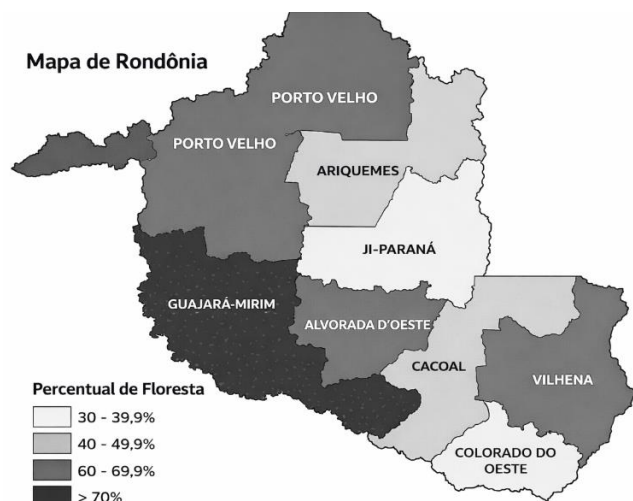 Mapa de Rondônia
PORTO VELHO
PORTO VELHO
ARIQUEMES
JI-PARANÁ
GUAJARÁ-MIRIM
ALVORADA D'OESTE
CACOAL
VILHENA
COLORADO DO
OESTE
Percentual de Floresta
30 - 39,9%
40 - 49,9%
60 - 69,9%
> 70%